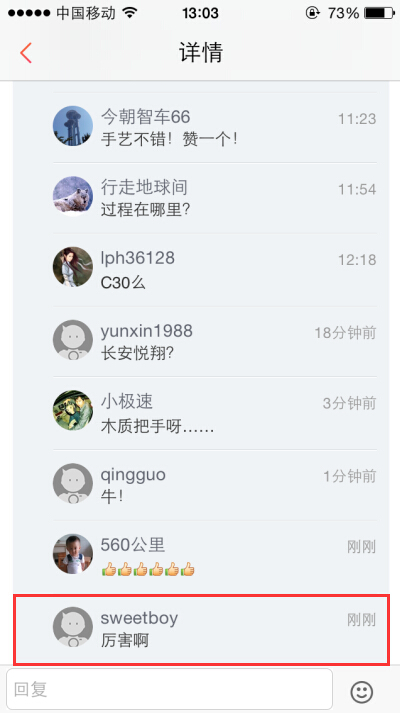 中国移动 13:03 73%
详情
今朝智车66 11:23
手艺不错！赞一个！
行走地球间 11:54
过程在哪里？
lph36128 12:18
C30么
yunxin1988 18分钟前
长安悦翔？
小极速 3分钟前
木质把手呀……
qingguo 1分钟前
牛！
560公里 刚刚
👍👍👍👍👍👍
sweetboy 刚刚
厉害啊
回复